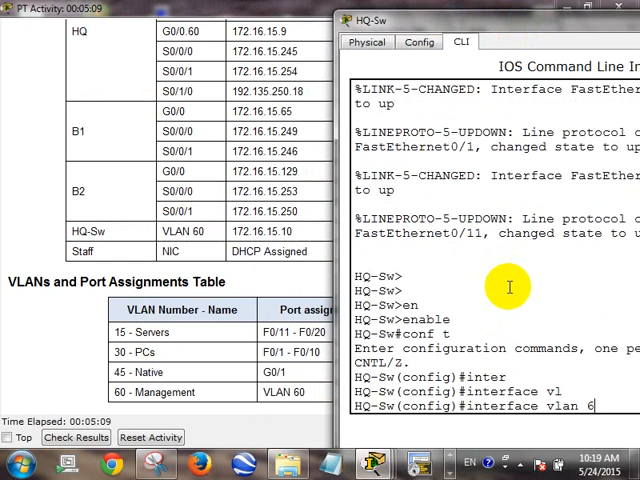 PT Activity: 00:05:09
HQ G0/0.60 172.16.15.9
S0/0/0 172.16.15.245
S0/0/1 172.16.15.254
S0/1/0 192.135.250.18
B1 G0/0 172.16.15.65
S0/0/0 172.16.15.249
S0/0/1 172.16.15.246
B2 G0/0 172.16.15.129
S0/0/0 172.16.15.253
S0/0/1 172.16.15.250
HQ-Sw VLAN 60 172.16.15.10
Staff NIC DHCP Assigned
VLANs and Port Assignments Table
VLAN Number - Name Port assign
15 - Servers F0/11 - F0/20
30 - PCs F0/1 - F0/10
45 - Native G0/1
60 - Management VLAN 60
Time Elapsed: 00:05:09
Top Check Results Reset Activity
HQ-Sw
Physical Config CLI
IOS Command Line In
%LINK-5-CHANGED: Interface FastEther
to up
%LINEPROTO-5-UPDOWN: Line protocol o
FastEthernet0/1, changed state to up
%LINK-5-CHANGED: Interface FastEther
to up
%LINEPROTO-5-UPDOWN: Line protocol o
FastEthernet0/11, changed state to u
HQ-Sw>
HQ-Sw>
HQ-Sw>en
HQ-Sw>enable
HQ-Sw#conf t
Enter configuration commands, one pe
CNTL/Z.
HQ-Sw(config)#inter
HQ-Sw(config)#interface vl
HQ-Sw(config)#interface vlan 6
EN
10:19 AM
5/24/2015